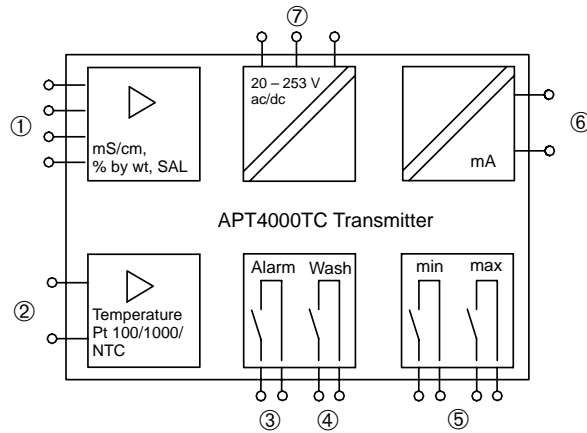 ⑦
20 – 253 V
ac/dc
①
mS/cm,
% by wt, SAL
mA
⑥
APT4000TC Transmitter
②
Temperature
Pt 100/1000/
NTC
Alarm Wash
min max
③ ④ ⑤